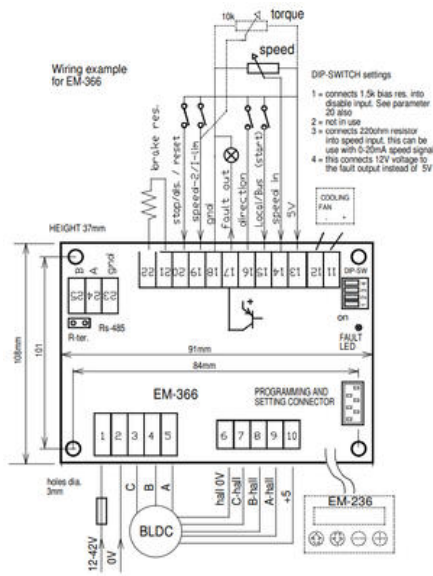 10k
torque
Wiring example
for EM-366
speed
DIP-SWITCH settings
1 = connects 1.5k bias res. into
disable input. See parameter
20 also
2 = not in use
3 = connects 220ohm resistor
into speed input, this can be
use with 0-20mA speed signal
4 = this connects 12V voltage to
the fault output instead of 5V
brake res.
stop/dis. / reset
speed-2/I-lim
gnd
fault out
direction
Local/Bus (start)
speed in
5V
COOLING
FAN
- +
HEIGHT 37mm
B
A
gnd
22 21 20 19 18 17 16 15 14 13 12 11
25 24 23
DIP-SW
on
R-ter.
Rs-485
FAULT
LED
108mm
101
91mm
84mm
EM-366
PROGRAMMING AND
SETTING CONNECTOR
1 2 3 4 5
6 7 8 9 10
holes dia.
3mm
12-42V
0V
C
B
A
BLDC
hall 0V
C-hall
B-hall
A-hall
+5
EM-236